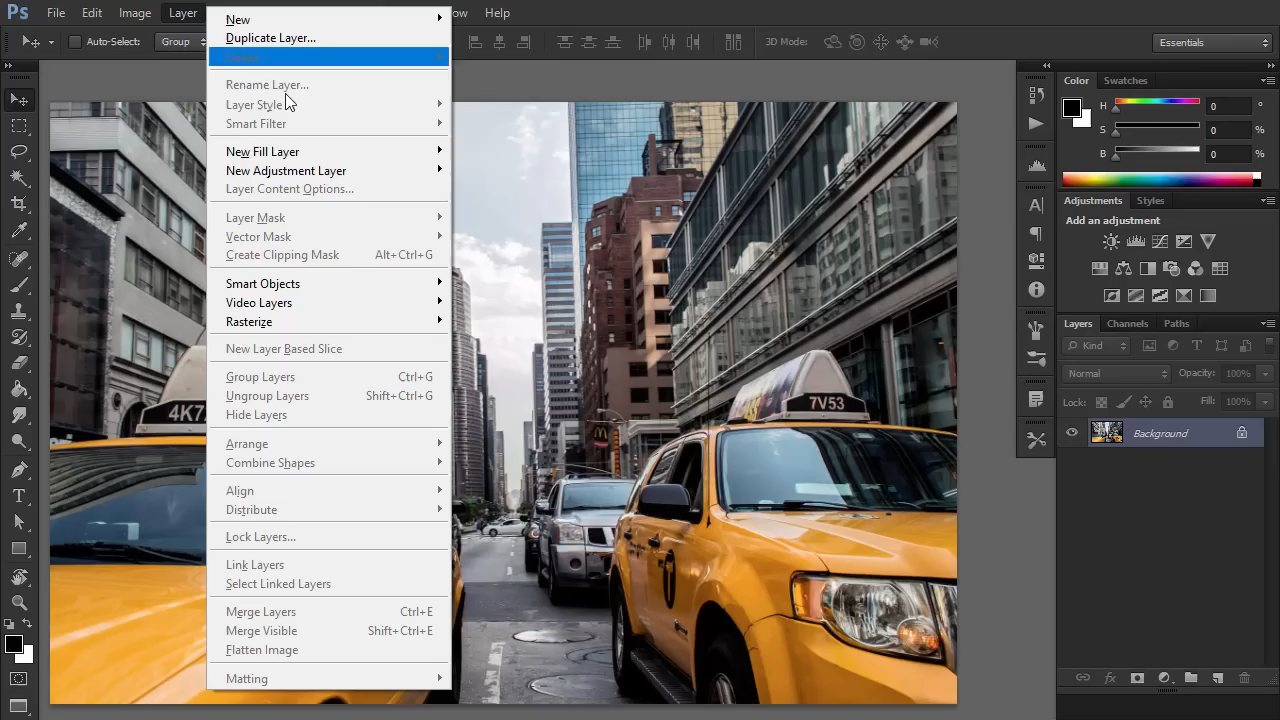 Ps File Edit Image Layer ow Help
Auto-Select: Group 3D Mode: Essentials
New
Duplicate Layer...
Rename Layer...
Layer Style
Smart Filter
New Fill Layer
New Adjustment Layer
Layer Content Options...
Layer Mask
Vector Mask
Create Clipping Mask Alt+Ctrl+G
Smart Objects
Video Layers
Rasterize
New Layer Based Slice
Group Layers Ctrl+G
Ungroup Layers Shift+Ctrl+G
Hide Layers
Arrange
Combine Shapes
Align
Distribute
Lock Layers...
Link Layers
Select Linked Layers
Merge Layers Ctrl+E
Merge Visible Shift+Ctrl+E
Flatten Image
Matting
4K7
7V53
T
Color Swatches
H 0 °
S 0 %
B 0 %
Adjustments Styles
Add an adjustment
Layers Channels Paths
Kind
Normal Opacity: 100%
Lock: Fill: 100%
Background